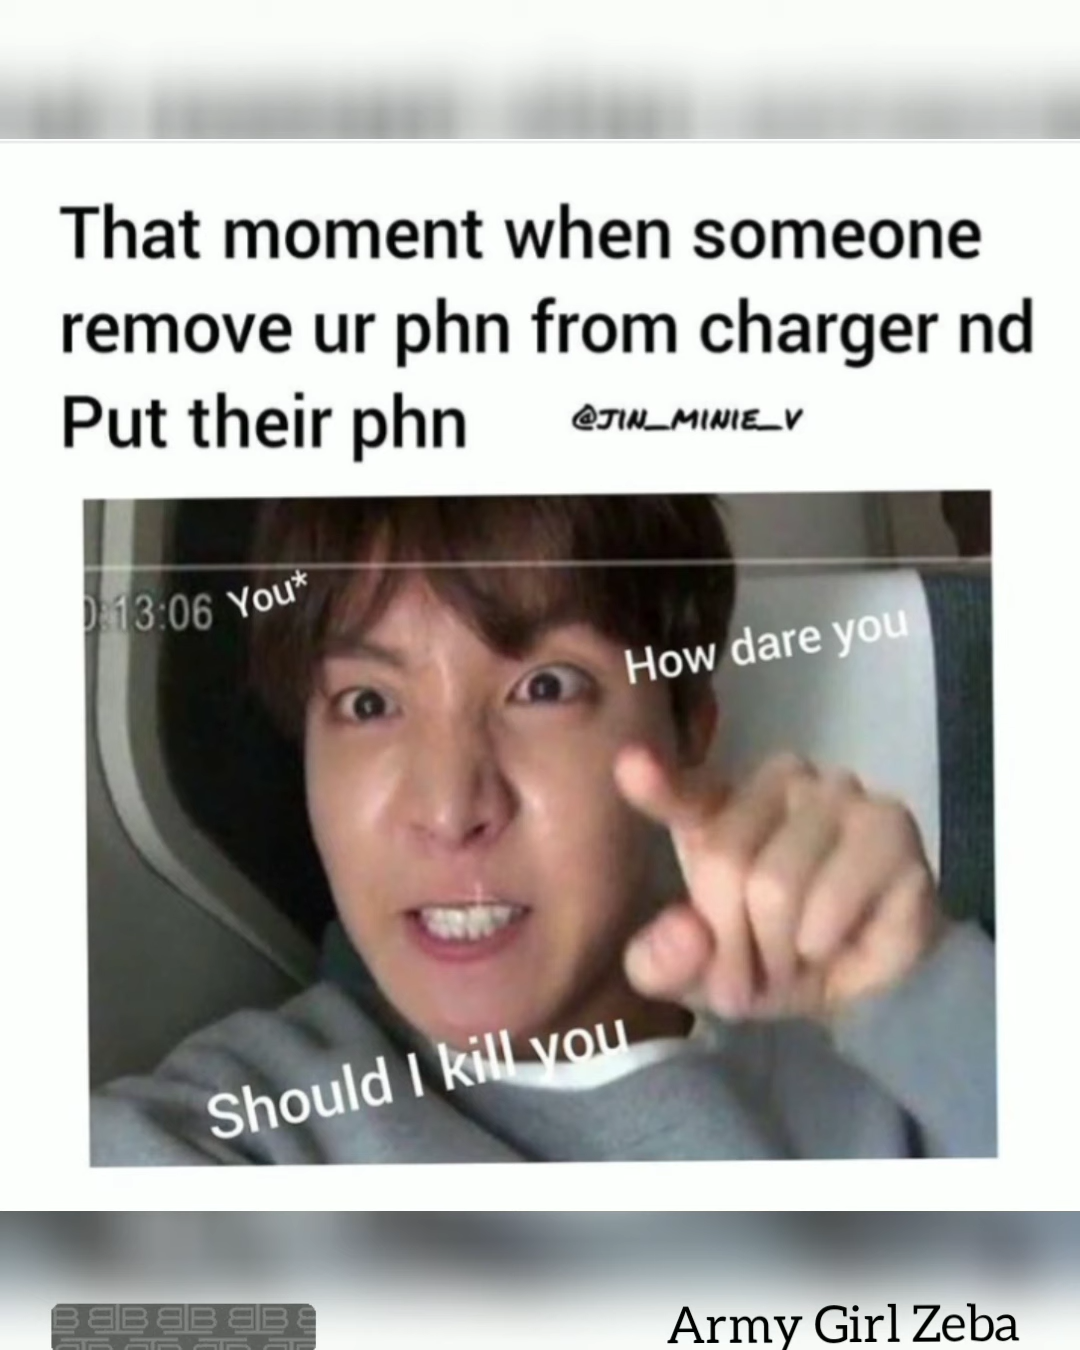 That moment when someone
remove ur phn from charger nd
Put their phn
@JIN_MINIE_V
0:13:06
You*
How dare you
Should I kill you
Army Girl Zeba